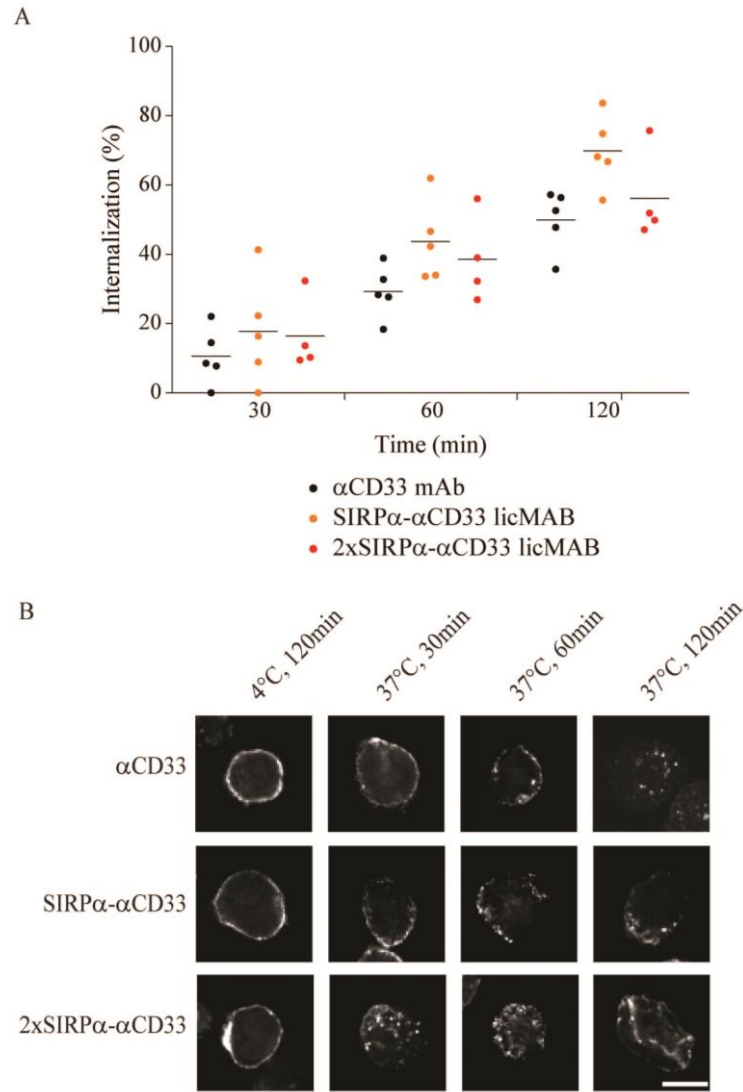 A
100
80
60
40
20
0
Internalization (%)
30 60 120
Time (min)
αCD33 mAb
SIRPα-αCD33 licMAB
2xSIRPα-αCD33 licMAB
B
4°C, 120min
37°C, 30min
37°C, 60min
37°C, 120min
αCD33
SIRPα-αCD33
2xSIRPα-αCD33